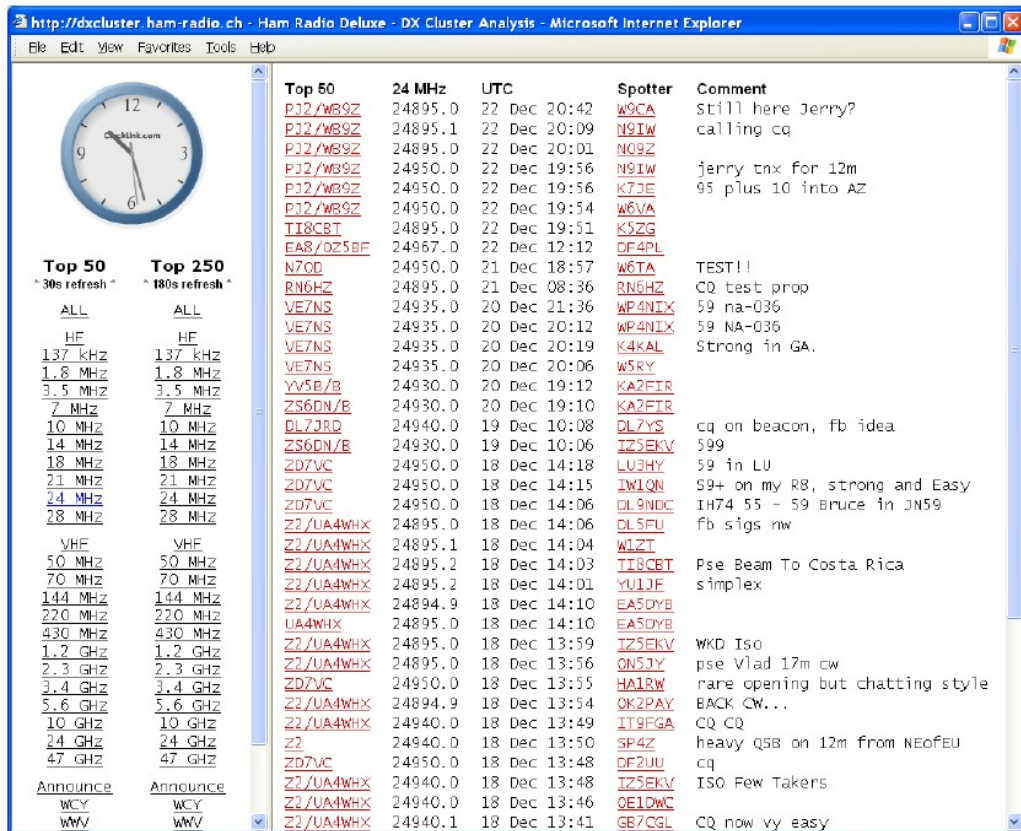 http://dxcluster.ham-radio.ch - Ham Radio Deluxe - DX Cluster Analysis - Microsoft Internet Explorer
File Edit View Favorites Tools Help
12
ClockLink.com
9 3
6
Top 50 Top 250
^ 30s refresh ^ ^ 180s refresh ^
ALL ALL
HF HF
137 kHz 137 kHz
1.8 MHz 1.8 MHz
3.5 MHz 3.5 MHz
7 MHz 7 MHz
10 MHz 10 MHz
14 MHz 14 MHz
18 MHz 18 MHz
21 MHz 21 MHz
24 MHz 24 MHz
28 MHz 28 MHz
VHF VHF
50 MHz 50 MHz
70 MHz 70 MHz
144 MHz 144 MHz
220 MHz 220 MHz
430 MHz 430 MHz
1.2 GHz 1.2 GHz
2.3 GHz 2.3 GHz
3.4 GHz 3.4 GHz
5.6 GHz 5.6 GHz
10 GHz 10 GHz
24 GHz 24 GHz
47 GHz 47 GHz
Announce Announce
WCY WCY
WWV WWV
Top 50 24 MHz UTC Spotter Comment
PJ2/WB9Z 24895.0 22 Dec 20:42 W9CA Still here Jerry?
PJ2/WB9Z 24895.1 22 Dec 20:09 N9IW calling cq
PJ2/WB9Z 24895.0 22 Dec 20:01 NO9Z
PJ2/WB9Z 24950.0 22 Dec 19:56 N9IW jerry tnx for 12m
PJ2/WB9Z 24950.0 22 Dec 19:56 K7JE 95 plus 10 into AZ
PJ2/WB9Z 24950.0 22 Dec 19:54 W6VA
TI8CBT 24895.0 22 Dec 19:51 K5ZG
EA8/OZ5BF 24967.0 22 Dec 12:12 DF4PL
N7OD 24950.0 21 Dec 18:57 W6TA TEST!!
RN6HZ 24895.0 21 Dec 08:36 RN6HZ CQ test prop
VE7NS 24935.0 20 Dec 21:36 WP4NIX 59 na-036
VE7NS 24935.0 20 Dec 20:12 WP4NIX 59 NA-036
VE7NS 24935.0 20 Dec 20:19 K4KAL Strong in GA.
VE7NS 24935.0 20 Dec 20:06 W5RY
YV5B/B 24930.0 20 Dec 19:12 KA2FIR
ZS6DN/B 24930.0 20 Dec 19:10 KA2FIR
DL7JRD 24940.0 19 Dec 10:08 DL7YS cq on beacon, fb idea
ZS6DN/B 24930.0 19 Dec 10:06 IZ5EKV 599
ZD7VC 24950.0 18 Dec 14:18 LU3HY 59 in LU
ZD7VC 24950.0 18 Dec 14:15 IW1QN S9+ on my R8, strong and Easy
ZD7VC 24950.0 18 Dec 14:06 DL9NDC IH74 55 - 59 Bruce in JN59
Z2/UA4WHX 24895.0 18 Dec 14:06 DL5FU fb sigs nw
Z2/UA4WHX 24895.1 18 Dec 14:04 W1ZT
Z2/UA4WHX 24895.2 18 Dec 14:03 TI8CBT Pse Beam To Costa Rica
Z2/UA4WHX 24895.2 18 Dec 14:01 YU1JF simplex
Z2/UA4WHX 24894.9 18 Dec 14:10 EA5DYB
UA4WHX 24895.0 18 Dec 14:10 EA5DYB
Z2/UA4WHX 24895.0 18 Dec 13:59 IZ5EKV WKD Iso
Z2/UA4WHX 24895.0 18 Dec 13:56 ON5JY pse Vlad 17m cw
ZD7VC 24950.0 18 Dec 13:55 HA1RW rare opening but chatting style
Z2/UA4WHX 24894.9 18 Dec 13:54 OK2PAY BACK CW...
Z2/UA4WHX 24940.0 18 Dec 13:49 IT9FGA CQ CQ
Z2 24940.0 18 Dec 13:50 SP4Z heavy QSB on 12m from NEofEU
ZD7VC 24950.0 18 Dec 13:48 DF2UU cq
Z2/UA4WHX 24940.0 18 Dec 13:48 IZ5EKV ISO Few Takers
Z2/UA4WHX 24940.0 18 Dec 13:46 OE1DWC
Z2/UA4WHX 24940.1 18 Dec 13:41 GB7CGL CQ now vy easy